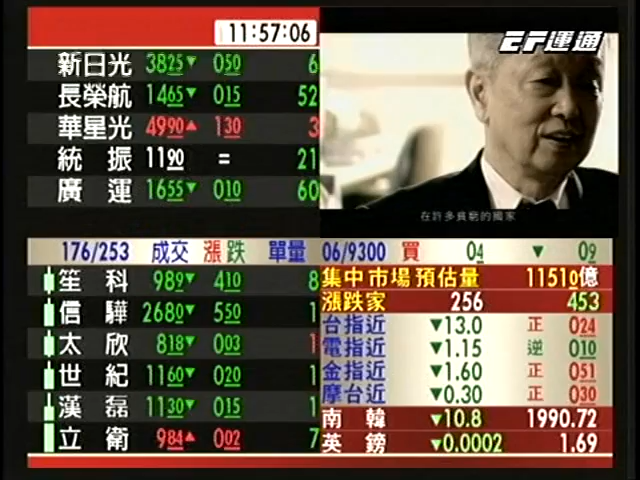 11:57:06
EF運通
新日光 3825▼ 050 6
長榮航 1465▼ 015 52
華星光 4990▲ 130 3
統振 1190 = 21
廣運 1655▼ 010 60
在許多貧窮的國家
176/253 成交 漲跌 單量 06/9300 買 04 ▼ 09
笙科 989▼ 410 8
信驊 2680▼ 550 1
太欣 818▼ 003 1
世紀 1160▼ 020 1
漢磊 1130▼ 015 1
立衛 984▲ 002 7
集中市場預估量 11510億
漲跌家 256 453
台指近 ▼13.0 正 024
電指近 ▼1.15 逆 010
金指近 ▼1.60 正 051
摩台近 ▼0.30 正 030
南韓 ▼10.8 1990.72
英鎊 ▼0.0002 1.69